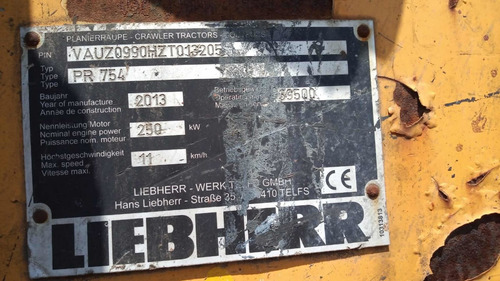 PLANIERRAUPE - CRAWLER TRACTORS -
PIN VAUZ0990HZT013205
Typ
Type
Type PR 754
Baujahr
Year of manufacture 2013
Année de construction
Nennleistung Motor
Nominal engine power 250 kW
Puissance nom. moteur
Höchstgeschwindigkeit
Max. speed 11 km/h
Vitesse maxi.
LIEBHERR - WERK GMBH
Hans Liebherr - Straße 35 TELFS
CE
LIEBHERR